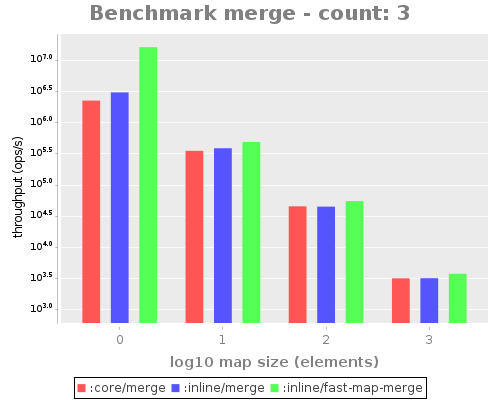 Benchmark merge - count: 3
throughput (ops/s)
10^7.0
10^6.5
10^6.0
10^5.5
10^5.0
10^4.5
10^4.0
10^3.5
10^3.0
0 1 2 3
log10 map size (elements)
:core/merge :inline/merge :inline/fast-map-merge